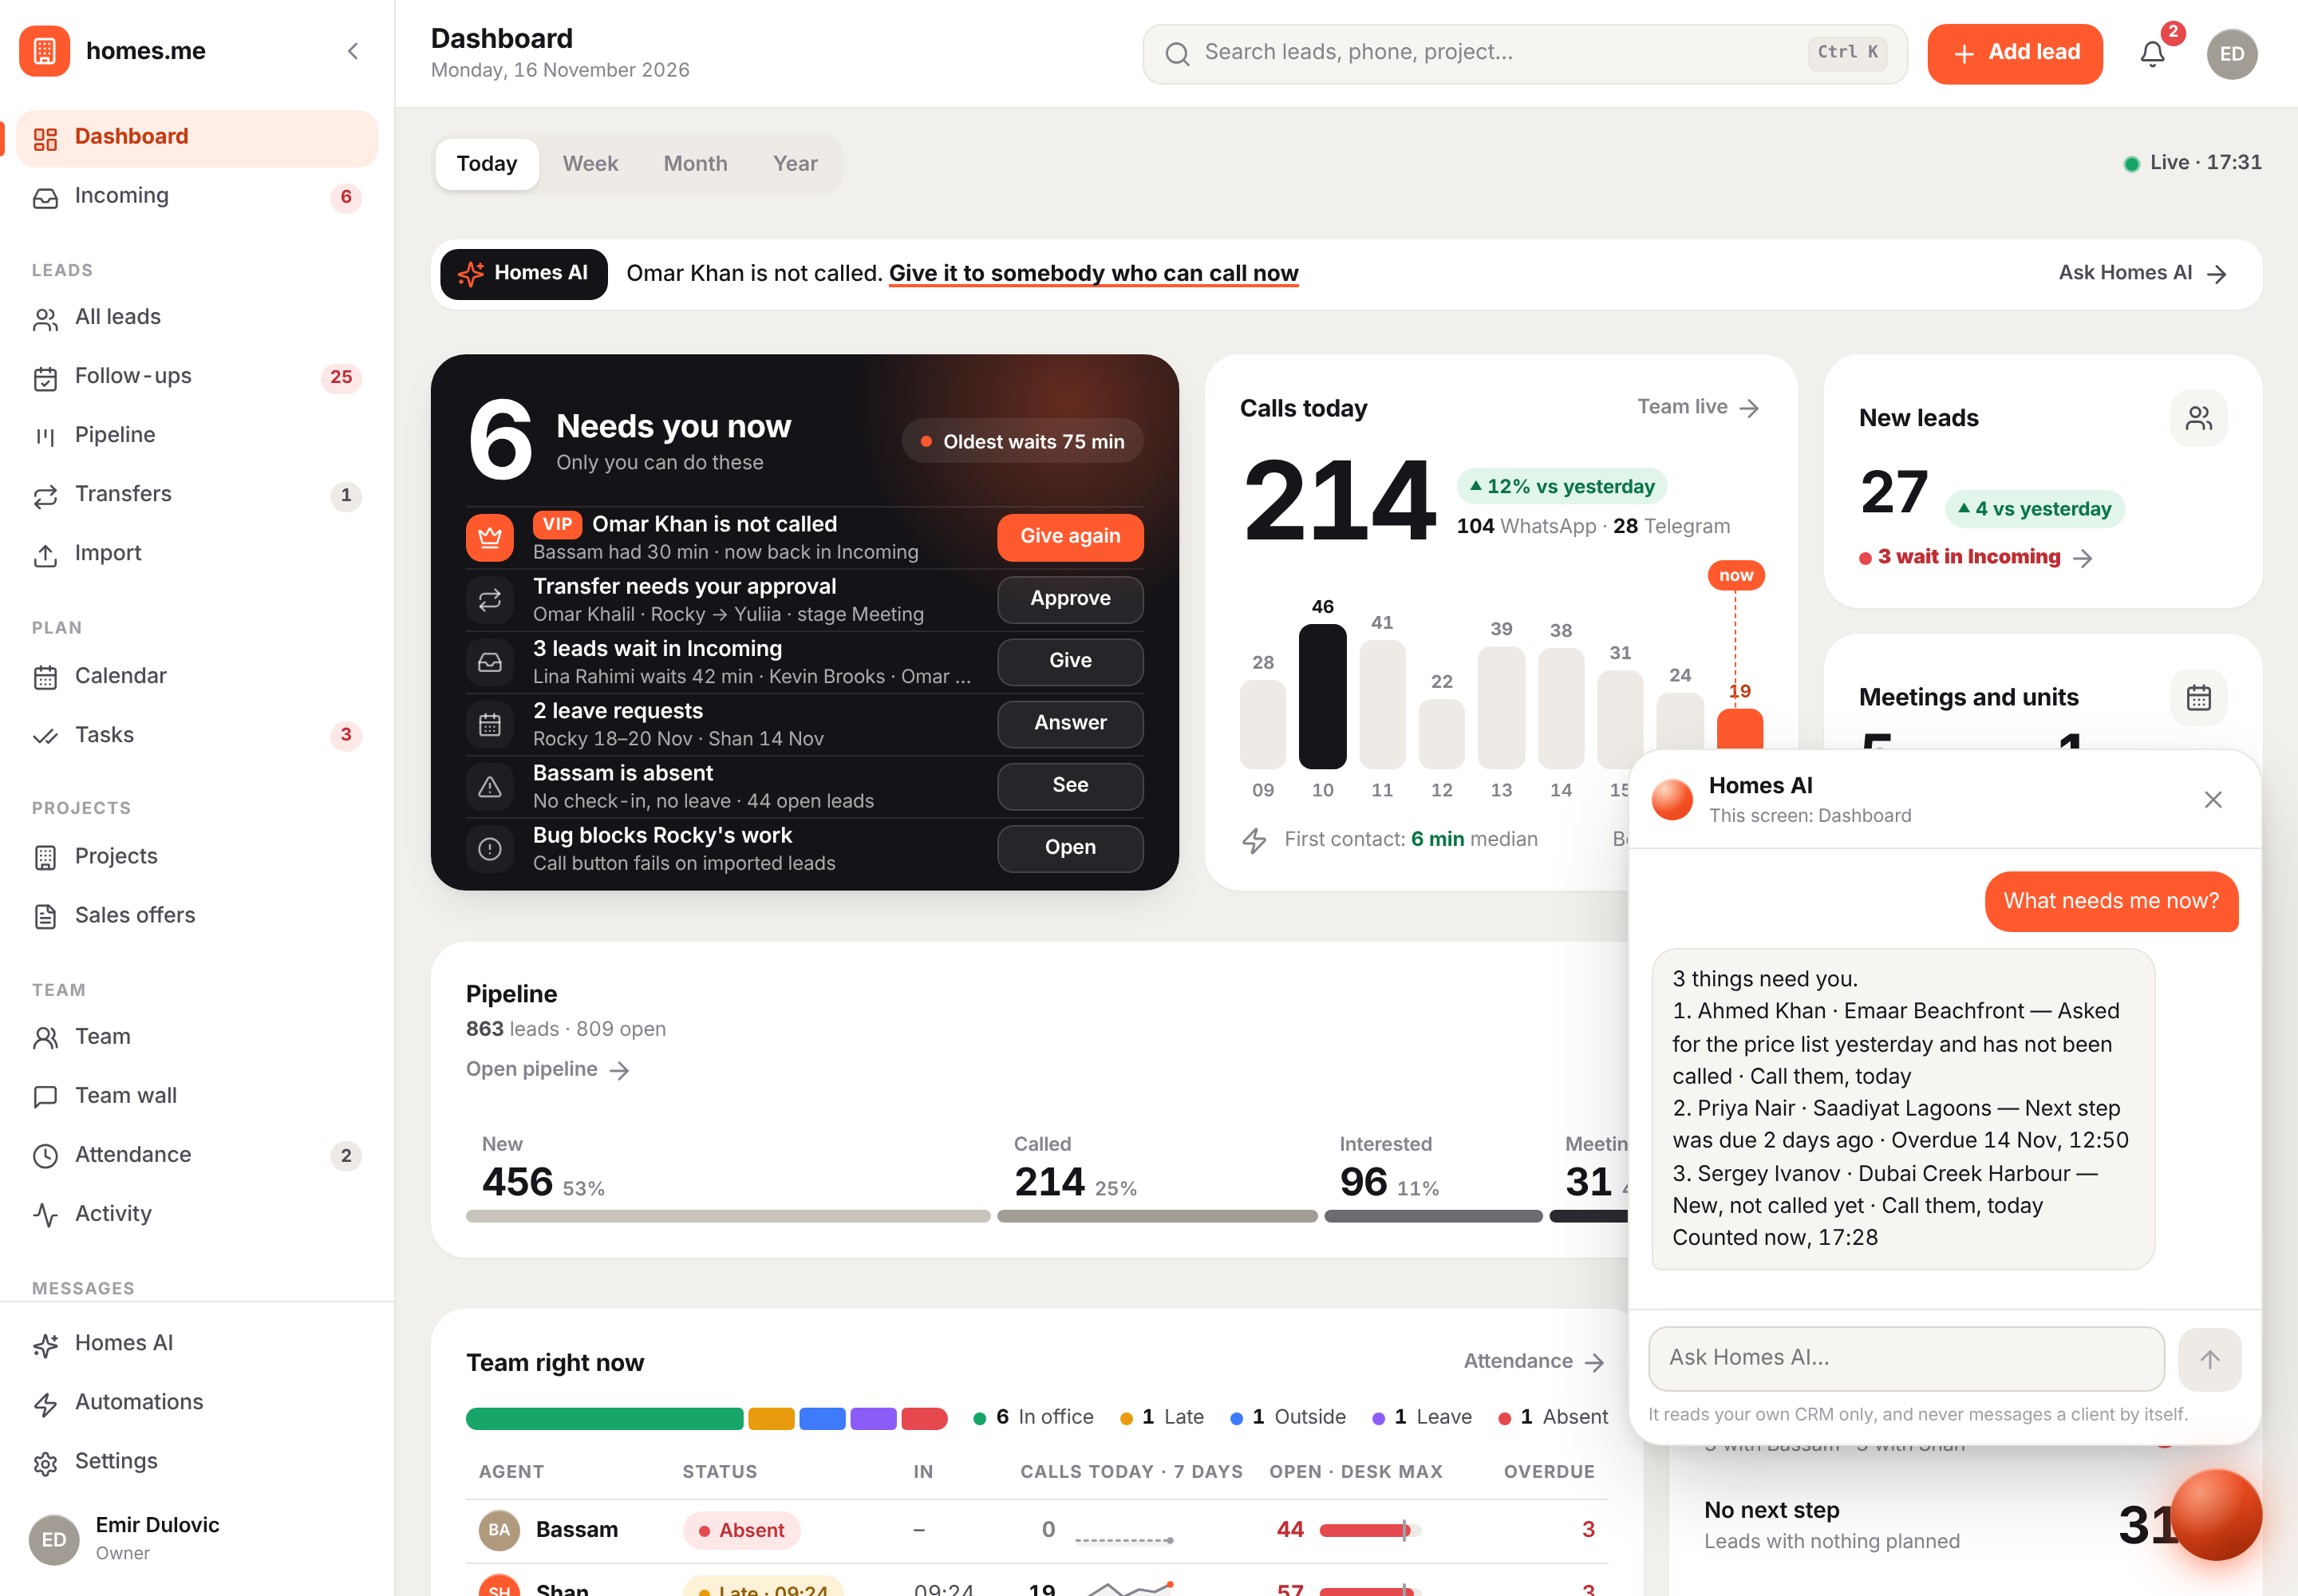 homes.me
Dashboard
Incoming 6
LEADS
All leads
Follow-ups 25
Pipeline
Transfers 1
Import
PLAN
Calendar
Tasks 3
PROJECTS
Projects
Sales offers
TEAM
Team
Team wall
Attendance 2
Activity
MESSAGES
Homes AI
Automations
Settings
ED
Emir Dulovic
Owner
Dashboard
Monday, 16 November 2026
Search leads, phone, project... Ctrl K
Add lead
2
ED
Today Week Month Year
Live · 17:31
Homes AI
Omar Khan is not called. Give it to somebody who can call now
Ask Homes AI
6
Needs you now
Only you can do these
Oldest waits 75 min
VIP Omar Khan is not called
Bassam had 30 min · now back in Incoming
Give again
Transfer needs your approval
Omar Khalil · Rocky → Yuliia · stage Meeting
Approve
3 leads wait in Incoming
Lina Rahimi waits 42 min · Kevin Brooks · Omar ...
Give
2 leave requests
Rocky 18–20 Nov · Shan 14 Nov
Answer
Bassam is absent
No check-in, no leave · 44 open leads
See
Bug blocks Rocky's work
Call button fails on imported leads
Open
Calls today
Team live
214
12% vs yesterday
104 WhatsApp · 28 Telegram
now
28 46 41 22 39 38 31 24 19
09 10 11 12 13 14 15
First contact: 6 min median
New leads
27
4 vs yesterday
3 wait in Incoming
Meetings and units
Pipeline
863 leads · 809 open
Open pipeline
New
456 53%
Called
214 25%
Interested
96 11%
31
Team right now
Attendance
6 In office
1 Late
1 Outside
1 Leave
1 Absent
AGENT STATUS IN CALLS TODAY · 7 DAYS OPEN · DESK MAX OVERDUE
BA Bassam Absent – 0 44 3
SH Shan Late · 09:24 09:24 19 57 3
Homes AI
This screen: Dashboard
What needs me now?
3 things need you.
1. Ahmed Khan · Emaar Beachfront — Asked
for the price list yesterday and has not been
called · Call them, today
2. Priya Nair · Saadiyat Lagoons — Next step
was due 2 days ago · Overdue 14 Nov, 12:50
3. Sergey Ivanov · Dubai Creek Harbour —
New, not called yet · Call them, today
Counted now, 17:28
Ask Homes AI...
It reads your own CRM only, and never messages a client by itself.
No next step
Leads with nothing planned
31